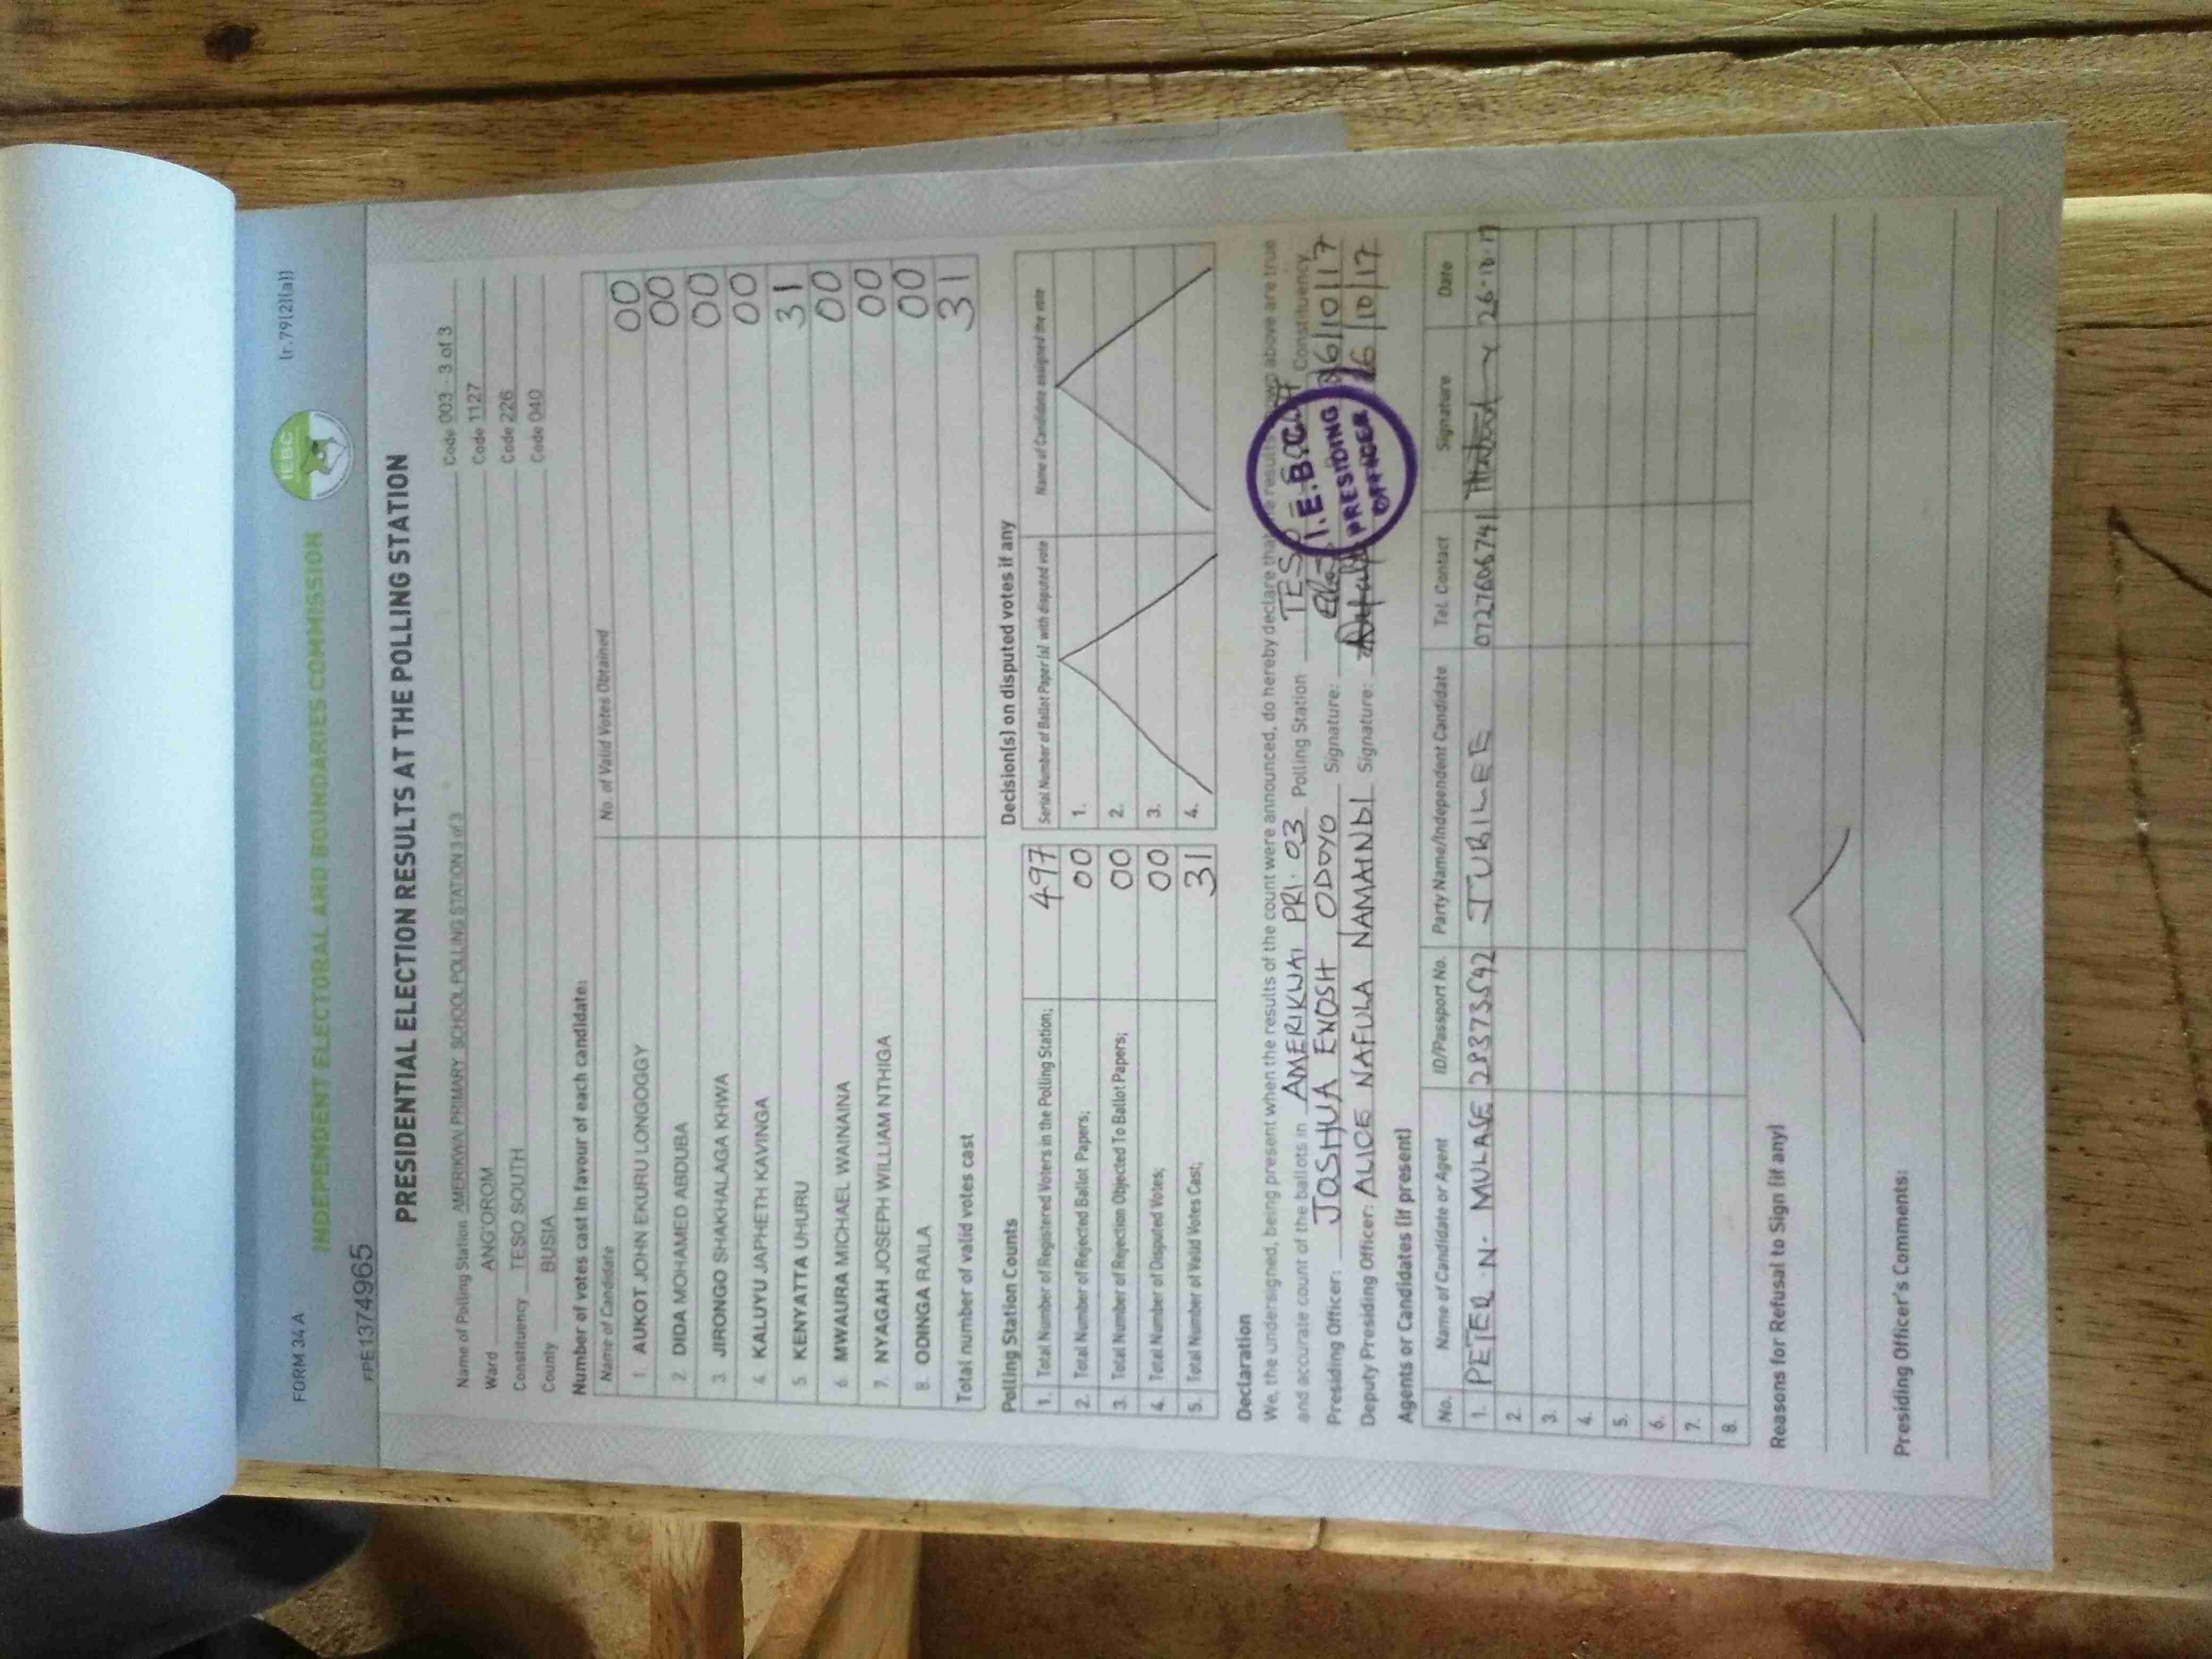 FORM 34 A
(r.79(2)(a))
INDEPENDENT ELECTORAL AND BOUNDARIES COMMISSION
IEBC
FPE1374965
PRESIDENTIAL ELECTION RESULTS AT THE POLLING STATION
Name of Polling Station AMERIKWAI PRIMARY SCHOOL POLLING STATION 3 of 3 Code 003 - 3 of 3
Ward ANG'OROM Code 1127
Constituency TESO SOUTH Code 226
County BUSIA Code 040
Number of votes cast in favour of each candidate:
Name of Candidate No. of Valid Votes Obtained
1. AUKOT JOHN EKURU LONGOGGY 00
2. DIDA MOHAMED ABDUBA 00
3. JIRONGO SHAKHALAGA KHWA 00
4. KALUYU JAPHETH KAVINGA 00
5. KENYATTA UHURU 31
6. MWAURA MICHAEL WAINAINA 00
7. NYAGAH JOSEPH WILLIAM NTHIGA 00
8. ODINGA RAILA 00
Total number of valid votes cast 31
Polling Station Counts
1. Total Number of Registered Voters in the Polling Station; 497
2. Total Number of Rejected Ballot Papers; 00
3. Total Number of Rejection Objected To Ballot Papers; 00
4. Total Number of Disputed Votes; 00
5. Total Number of Valid Votes Cast; 31
Decision(s) on disputed votes if any
Serial Number of Ballot Paper (s) with disputed vote Name of Candidate assigned the vote
1.
2.
3.
4.
Declaration
We, the undersigned, being present when the results of the count were announced, do hereby declare that the results shown above are true
and accurate count of the ballots in AMERIKWAI PRI. 03 Polling Station TESO Constituency.
Presiding Officer: JOSHUA ENOSH ODDYO Signature: 26/10/17
Deputy Presiding Officer: ALICE NAFULA NAMAINDI Signature: 26/10/17
I.E.B.C.
PRESIDING
OFFICER
Agents or Candidates (if present)
No. Name of Candidate or Agent ID/Passport No. Party Name/Independent Candidate Tel. Contact Signature Date
1. PETER N. MULASE 28373592 JUBILEE 0727606741 26.10.17
2.
3.
4.
5.
6.
7.
8.
Reasons for Refusal to Sign (if any)
Presiding Officer's Comments: